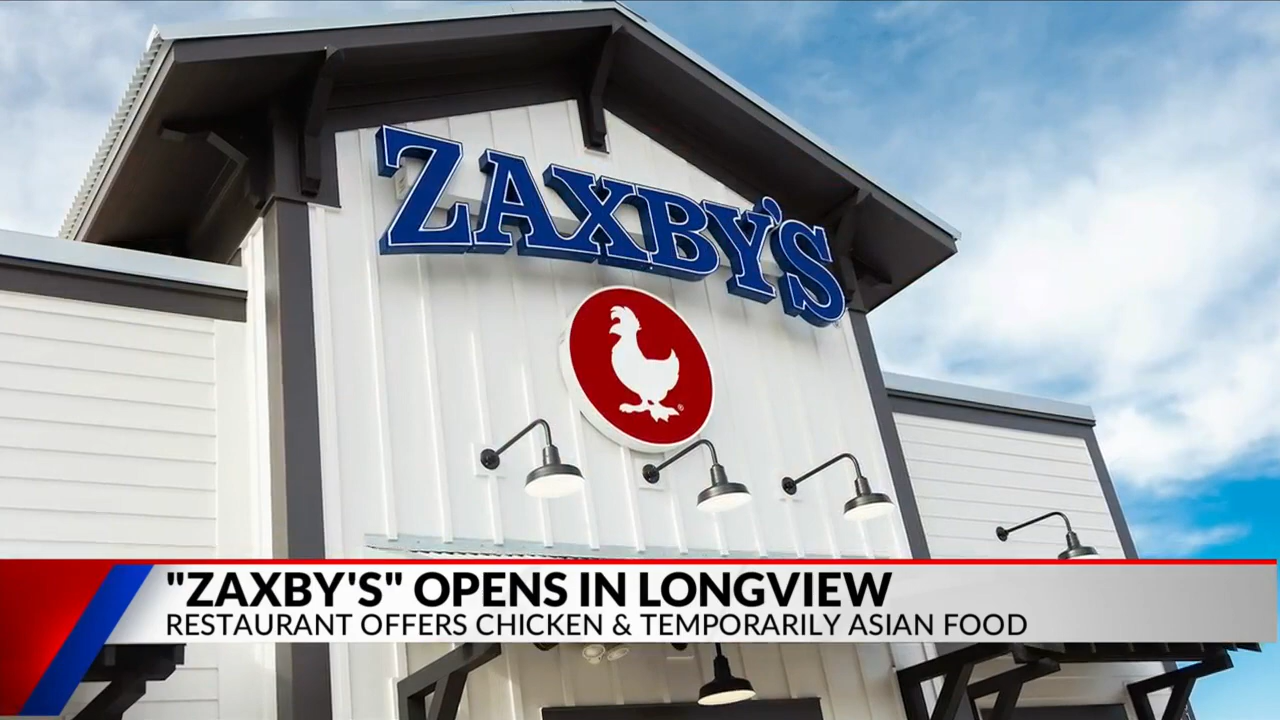 ZAXBY'S
"ZAXBY'S" OPENS IN LONGVIEW
RESTAURANT OFFERS CHICKEN & TEMPORARILY ASIAN FOOD